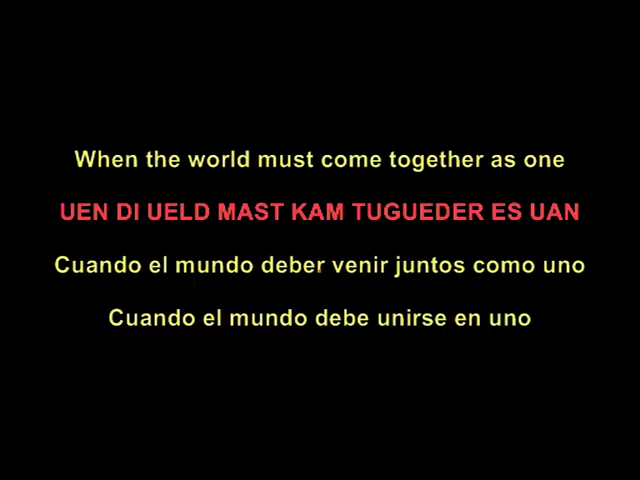 When the world must come together as one
UEN DI UELD MAST KAM TUGUEDER ES UAN
Cuando el mundo deber venir juntos como uno
Cuando el mundo debe unirse en uno